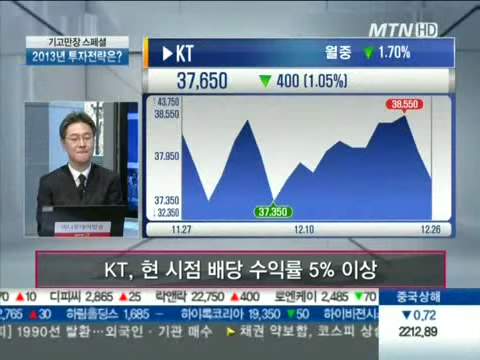 기고만장 스페셜
2013년 투자전략은?
MTN HD
KT 월중 ▼ 1.70%
37,650 ▼ 400 (1.05%)
43,750
38,550
37,950
37,350
32,350
38,550
37,350
11.27 12.10 12.26
KT, 현 시점 배당 수익률 5% 이상
▲10 디피씨 2,865 ▲25 락앤락 22,750 ▲400 로엔케이 2,485 ▼70
▲30 하림홀딩스 1,685 ▼30 하이록코리아 19,350 ▼50 하이바전시스
] 1990선 탈환…외국인·기관 매수 ▶ 채권 약보합, 코스피 상승
중국상해
▼0.72
2212.89